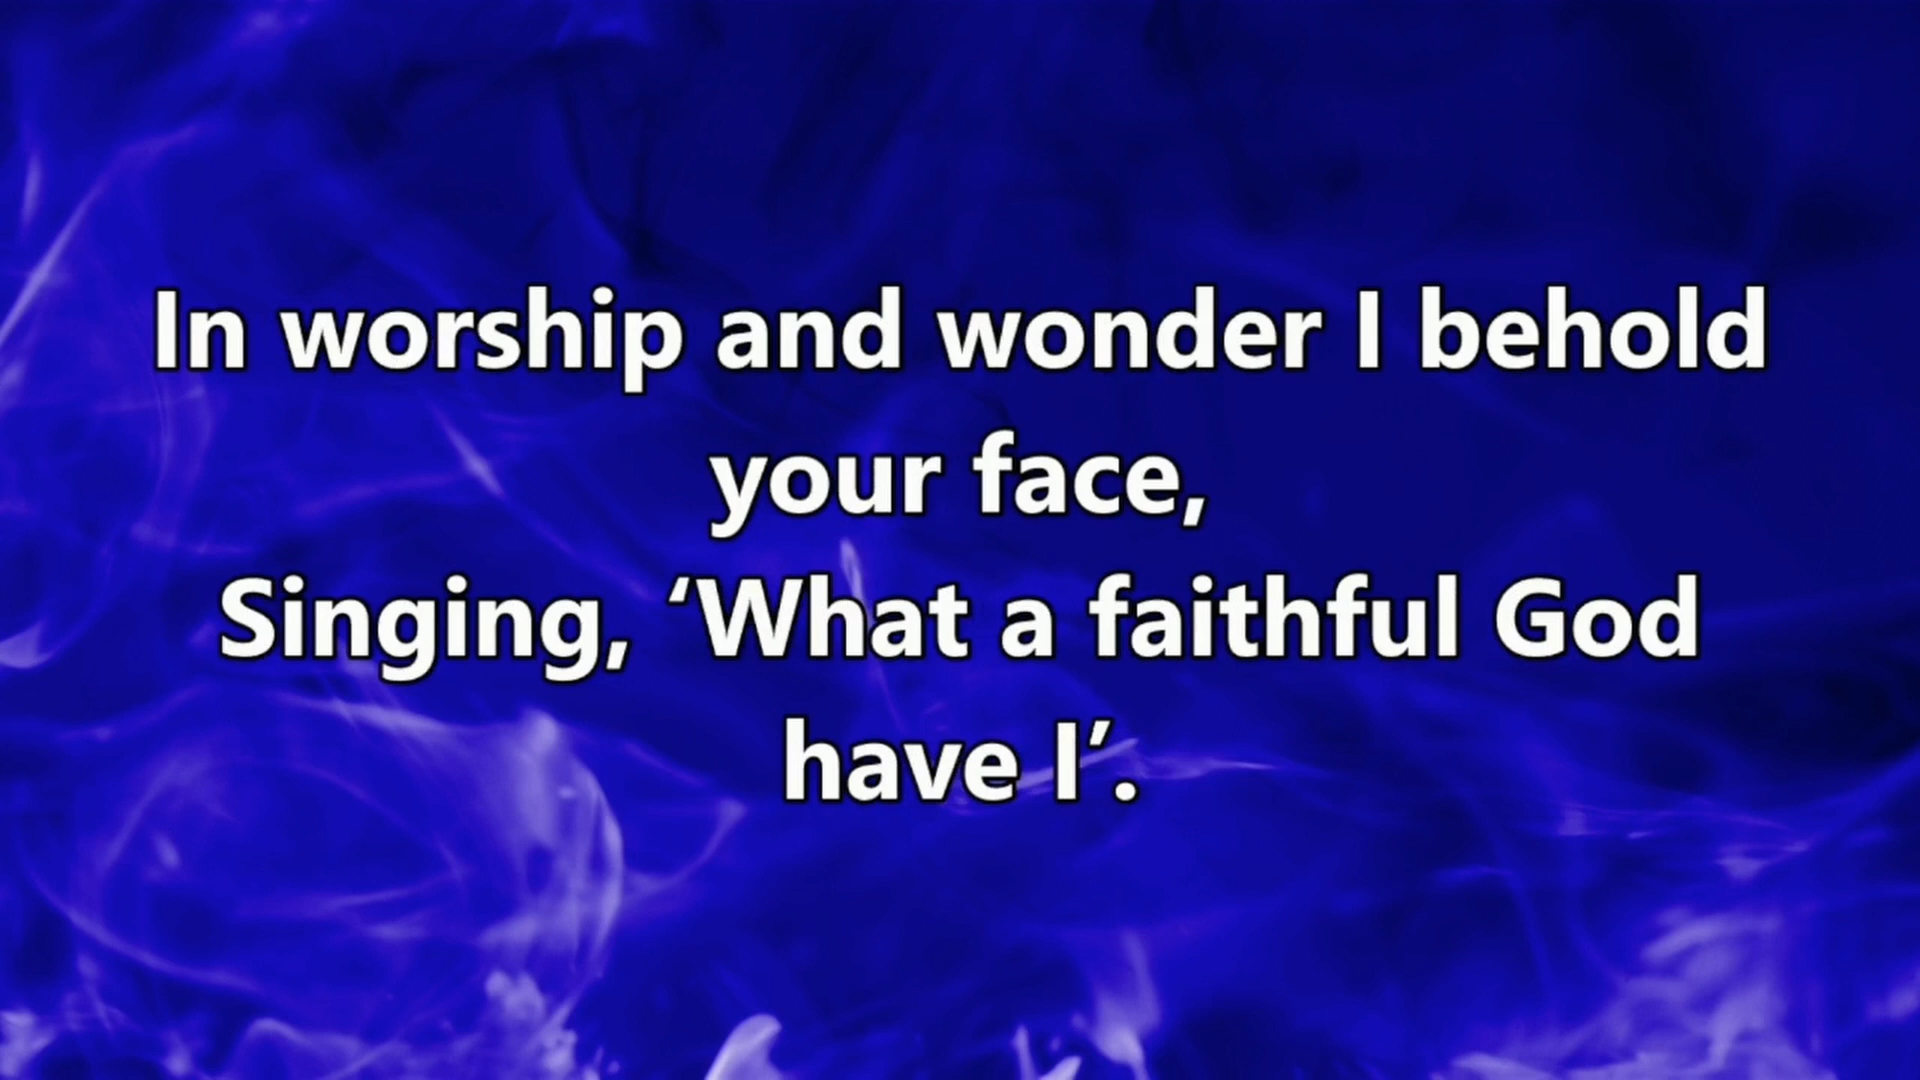 In worship and wonder I behold
your face,
Singing, ‘What a faithful God
have I’.